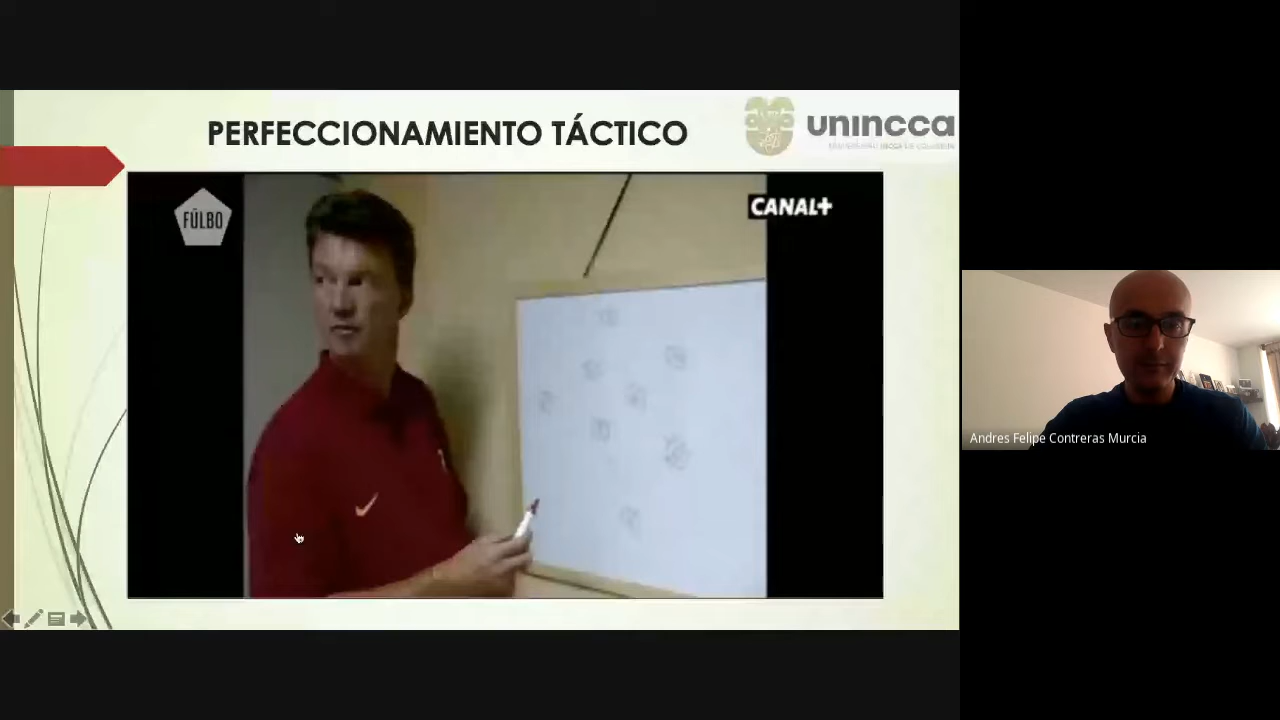 PERFECCIONAMIENTO TÁCTICO
unincca
FÚLBO
CANAL+
Andres Felipe Contreras Murcia